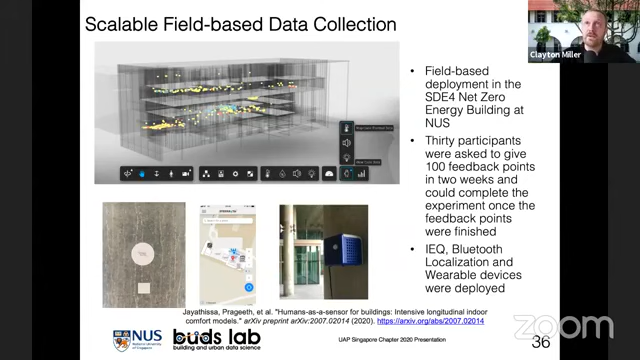 Scalable Field-based Data Collection
Clayton Miller
• Field-based
deployment in the
SDE4 Net Zero
Energy Building at
NUS
• Thirty participants
were asked to give
100 feedback points
in two weeks and
could complete the
experiment once the
feedback points
were finished
• IEQ, Bluetooth
Localization and
Wearable devices
were deployed
Jayathissa, Prageeth, et al. "Humans-as-a-sensor for buildings: Intensive longitudinal indoor
comfort models." arXiv preprint arXiv:2007.02014 (2020). https://arxiv.org/abs/2007.02014
NUS
National University
of Singapore
buds lab
building and urban data science
UAP Singapore Chapter 2020 Presentation
36
zoom